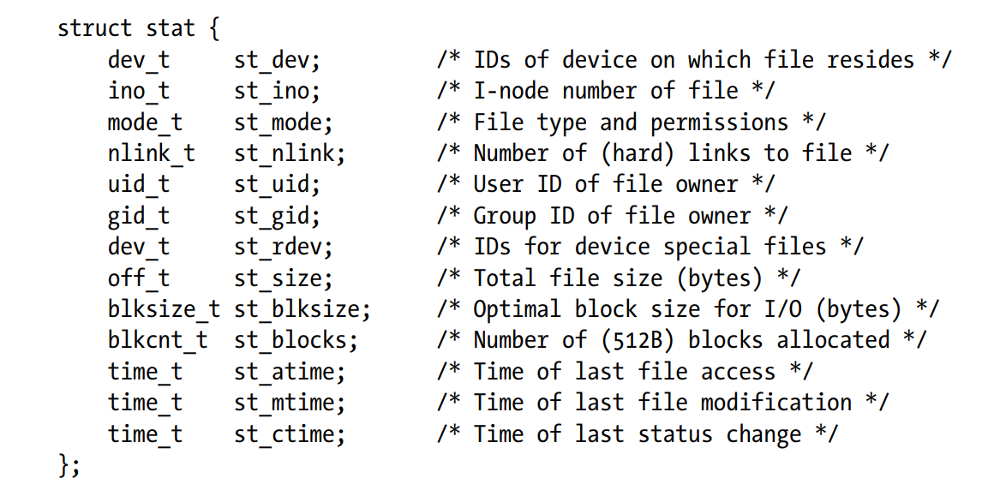 struct stat {
    dev_t     st_dev;         /* IDs of device on which file resides */
    ino_t     st_ino;         /* I-node number of file */
    mode_t    st_mode;        /* File type and permissions */
    nlink_t   st_nlink;       /* Number of (hard) links to file */
    uid_t     st_uid;         /* User ID of file owner */
    gid_t     st_gid;         /* Group ID of file owner */
    dev_t     st_rdev;        /* IDs for device special files */
    off_t     st_size;        /* Total file size (bytes) */
    blksize_t st_blksize;     /* Optimal block size for I/O (bytes) */
    blkcnt_t  st_blocks;      /* Number of (512B) blocks allocated */
    time_t    st_atime;       /* Time of last file access */
    time_t    st_mtime;       /* Time of last file modification */
    time_t    st_ctime;       /* Time of last status change */
};